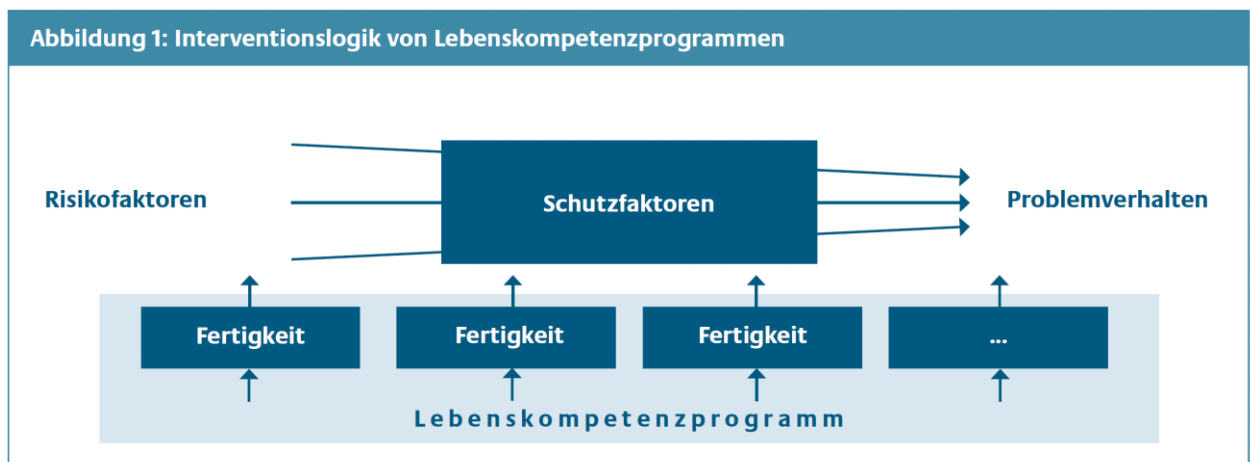 Abbildung 1: Interventionslogik von Lebenskompetenzprogrammen
Risikofaktoren
Schutzfaktoren
Problemverhalten
Fertigkeit
Fertigkeit
Fertigkeit
...
Lebenskompetenzprogramm